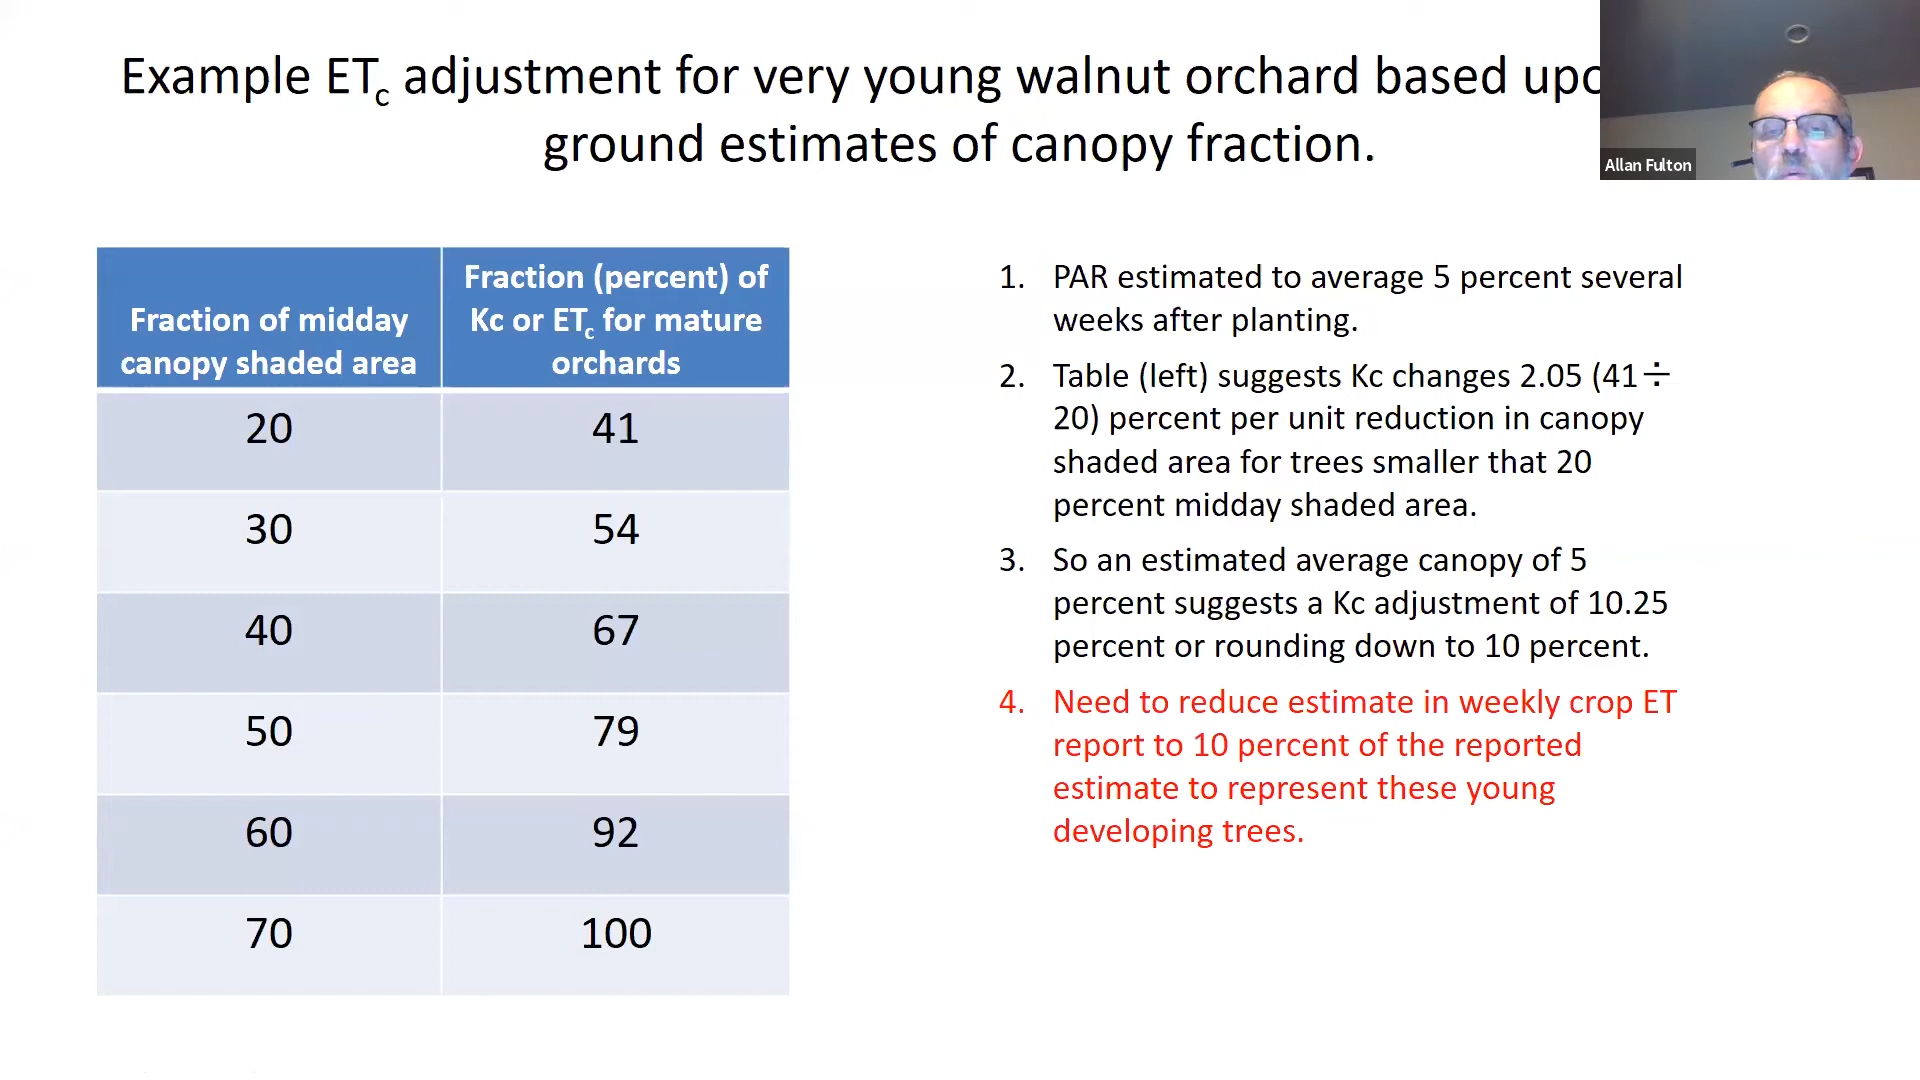 Example ETc adjustment for very young walnut orchard based upo
ground estimates of canopy fraction.
Allan Fulton
Fraction of midday
canopy shaded area
Fraction (percent) of
Kc or ETc for mature
orchards
20 41
30 54
40 67
50 79
60 92
70 100
1. PAR estimated to average 5 percent several
weeks after planting.
2. Table (left) suggests Kc changes 2.05 (41÷
20) percent per unit reduction in canopy
shaded area for trees smaller that 20
percent midday shaded area.
3. So an estimated average canopy of 5
percent suggests a Kc adjustment of 10.25
percent or rounding down to 10 percent.
4. Need to reduce estimate in weekly crop ET
report to 10 percent of the reported
estimate to represent these young
developing trees.